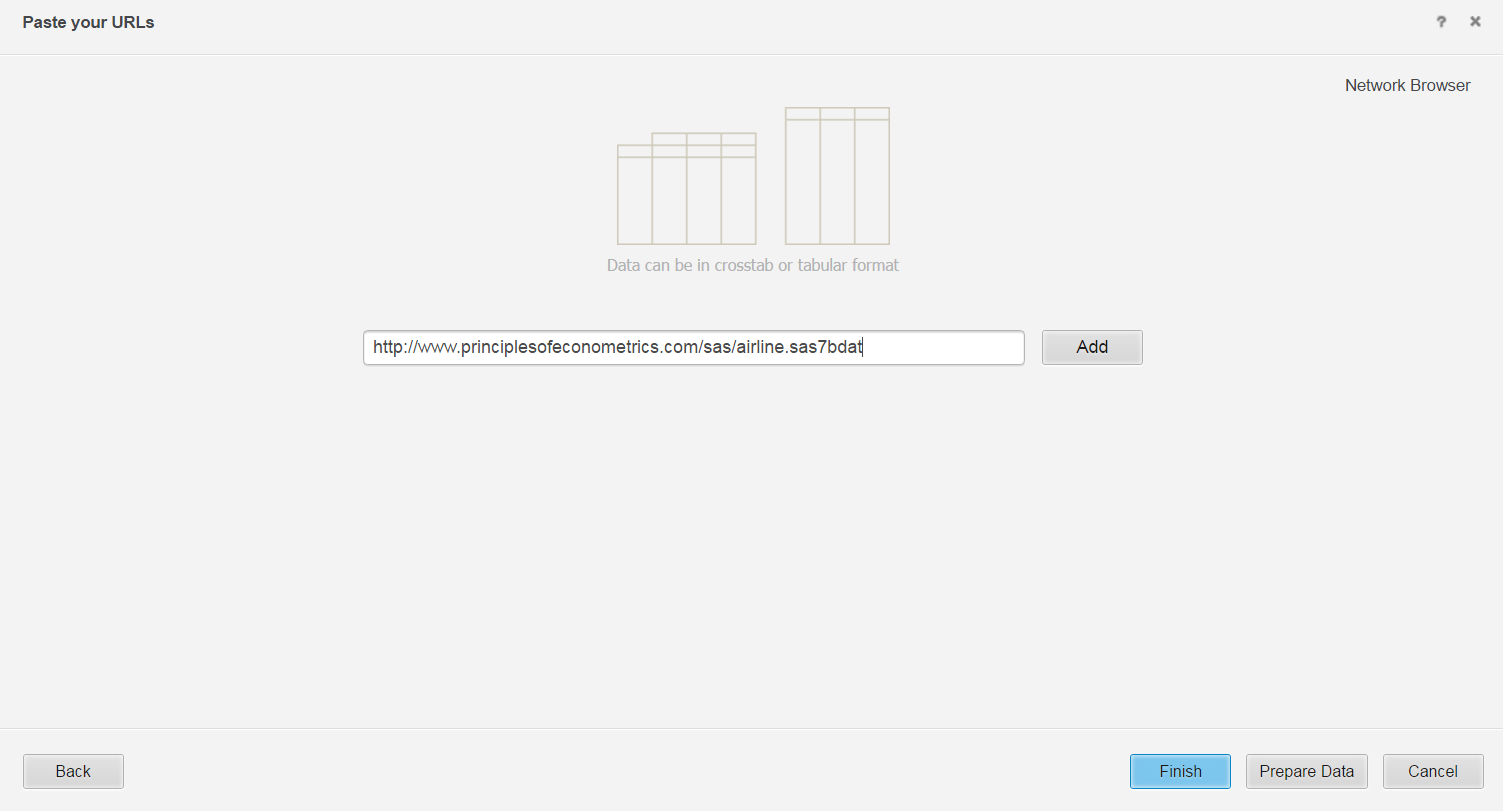 Paste your URLs
Network Browser
Data can be in crosstab or tabular format
http://www.principlesofeconometrics.com/sas/airline.sas7bdat
Add
Back
Finish
Prepare Data
Cancel